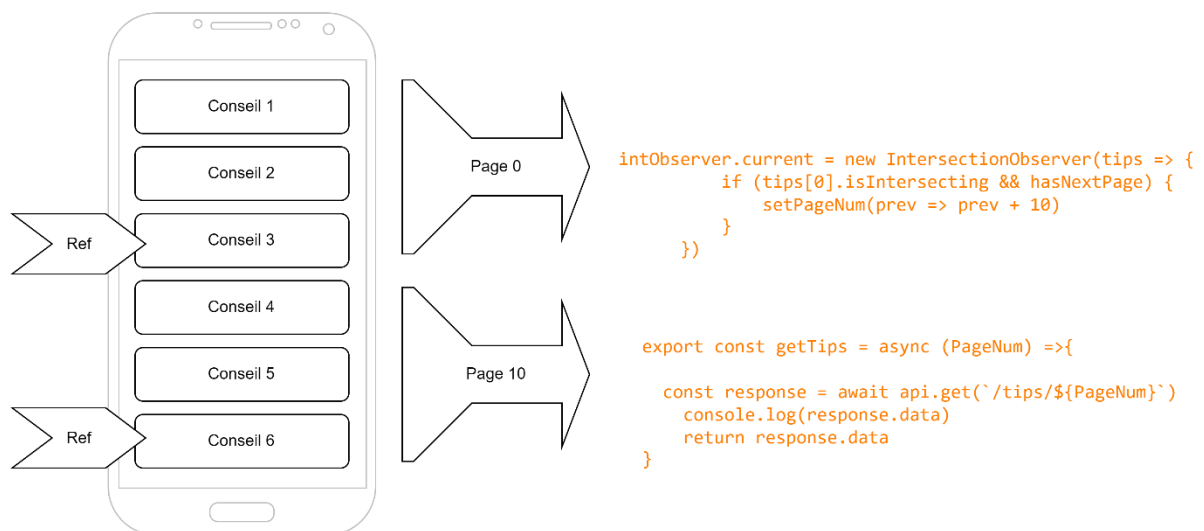 Conseil 1
Conseil 2
Ref
Conseil 3
Conseil 4
Conseil 5
Ref
Conseil 6
Page 0
Page 10
intObserver.current = new IntersectionObserver(tips => {
if (tips[0].isIntersecting && hasNextPage) {
setPageNum(prev => prev + 10)
}
})
export const getTips = async (PageNum) =>{
const response = await api.get(`/tips/${PageNum}`)
console.log(response.data)
return response.data
}